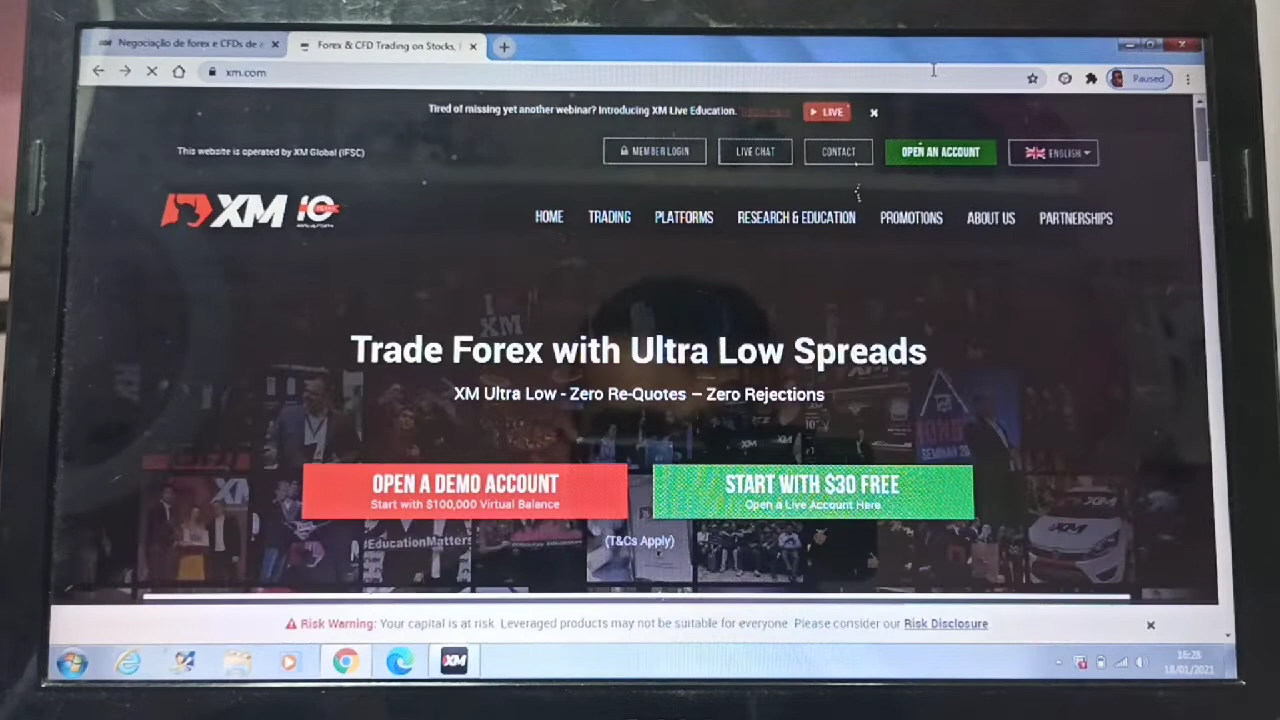 Negociação de forex e CFDs de a
Forex & CFD Trading on Stocks,
xm.com
Paused
Tired of missing yet another webinar? Introducing XM Live Education.
LIVE
This website is operated by XM Global (IFSC)
MEMBER LOGIN
LIVE CHAT
CONTACT
OPEN AN ACCOUNT
ENGLISH
XM 10
HOME
TRADING
PLATFORMS
RESEARCH & EDUCATION
PROMOTIONS
ABOUT US
PARTNERSHIPS
I
XM
Trade Forex with Ultra Low Spreads
XM Ultra Low - Zero Re-Quotes – Zero Rejections
OPEN A DEMO ACCOUNT
Start with $100,000 Virtual Balance
START WITH $30 FREE
Open a Live Account Here
(T&Cs Apply)
#EducationMatters
XM
Risk Warning: Your capital is at risk. Leveraged products may not be suitable for everyone. Please consider our Risk Disclosure
XM
16:28
18/01/2021